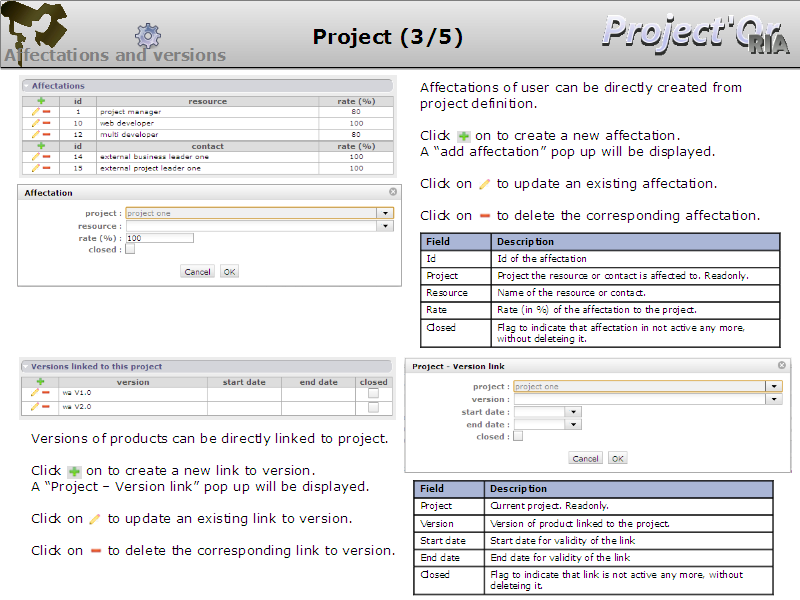 Project (3/5)
Project'Or
RIA
Affectations and versions
Affectations
id resource rate (%)
1 project manager 80
10 web developer 100
12 multi developer 80
id contact rate (%)
14 external business leader one 100
15 external project leader one 100
Affectation
project : project one
resource :
rate (%) : 100
closed :
Cancel OK
Affectations of user can be directly created from
project definition.
Click on to create a new affectation.
A “add affectation” pop up will be displayed.
Click on to update an existing affectation.
Click on to delete the corresponding affectation.
Field Description
Id Id of the affectation
Project Project the resource or contact is affected to. Readonly.
Resource Name of the resource or contact.
Rate Rate (in %) of the affectation to the project.
Closed Flag to indicate that affectation in not active any more,
without deleteing it.
Versions linked to this project
version start date end date closed
wa V1.0
wa V2.0
Versions of products can be directly linked to project.
Click on to create a new link to version.
A “Project – Version link” pop up will be displayed.
Click on to update an existing link to version.
Click on to delete the corresponding link to version.
Project - Version link
project : project one
version :
start date :
end date :
closed :
Cancel OK
Field Description
Project Current project. Readonly.
Version Version of product linked to the project.
Start date Start date for validity of the link
End date End date for validity of the link
Closed Flag to indicate that link is not active any more, without
deleteing it.